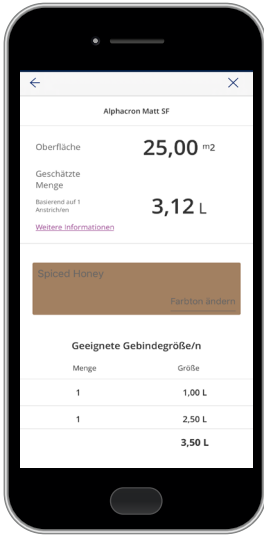 Alphacron Matt SF
Oberfläche 25,00 m2
Geschätzte
Menge
Basierend auf 1
Anstrichren
3,12 L
Weitere Informationen
Spiced Honey
Farbton ändern
Geeignete Gebindegröße/n
Menge Größe
1 1,00 L
1 2,50 L
3,50 L